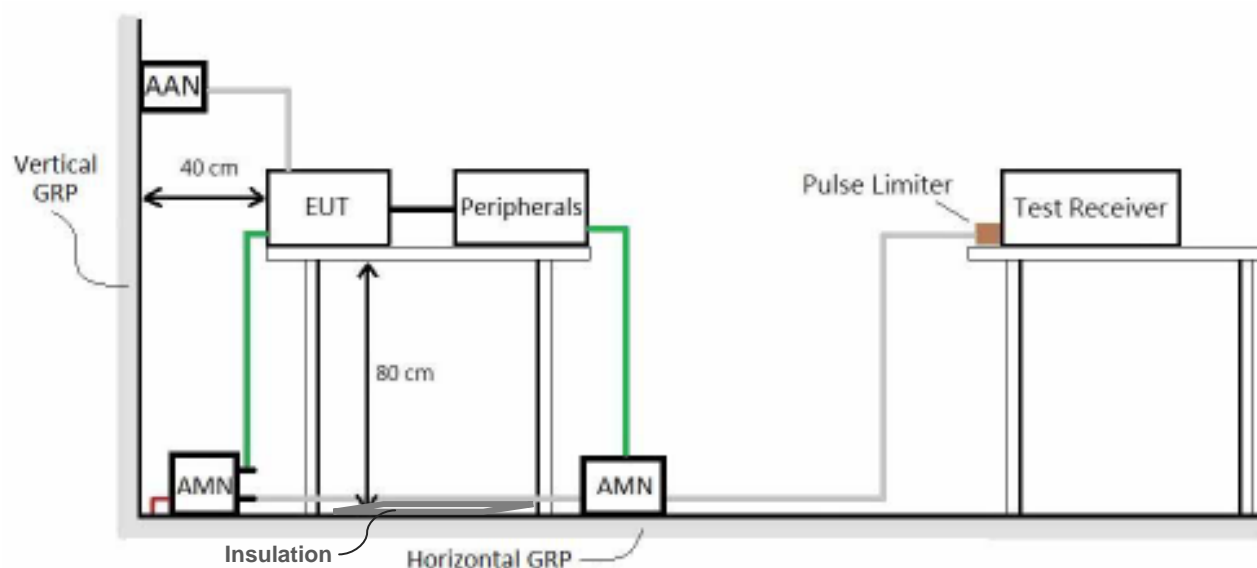 AAN
Vertical
GRP
40 cm
EUT
Peripherals
Pulse Limiter
Test Receiver
80 cm
AMN
AMN
Insulation
Horizontal GRP